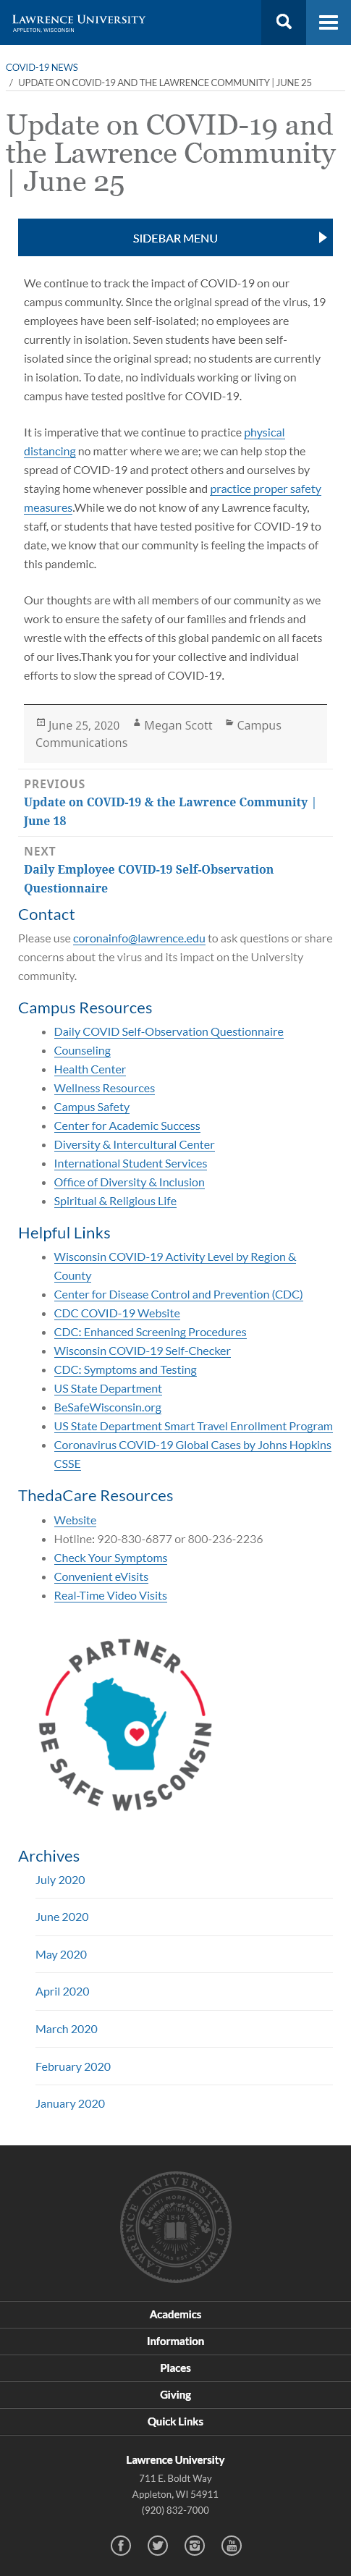 LAWRENCE UNIVERSITY
APPLETON, WISCONSIN
COVID-19 NEWS
/ UPDATE ON COVID-19 AND THE LAWRENCE COMMUNITY | JUNE 25
Update on COVID-19 and
the Lawrence Community
| June 25
SIDEBAR MENU
We continue to track the impact of COVID-19 on our
campus community. Since the original spread of the virus, 19
employees have been self-isolated; no employees are
currently in isolation. Seven students have been self-
isolated since the original spread; no students are currently
in isolation. To date, no individuals working or living on
campus have tested positive for COVID-19.
It is imperative that we continue to practice physical
distancing no matter where we are; we can help stop the
spread of COVID-19 and protect others and ourselves by
staying home whenever possible and practice proper safety
measures.While we do not know of any Lawrence faculty,
staff, or students that have tested positive for COVID-19 to
date, we know that our community is feeling the impacts of
this pandemic.
Our thoughts are with all members of our community as we
work to ensure the safety of our families and friends and
wrestle with the effects of this global pandemic on all facets
of our lives.Thank you for your collective and individual
efforts to slow the spread of COVID-19.
June 25, 2020 Megan Scott Campus
Communications
PREVIOUS
Update on COVID-19 & the Lawrence Community |
June 18
NEXT
Daily Employee COVID-19 Self-Observation
Questionnaire
Contact
Please use coronainfo@lawrence.edu to ask questions or share
concerns about the virus and its impact on the University
community.
Campus Resources
Daily COVID Self-Observation Questionnaire
Counseling
Health Center
Wellness Resources
Campus Safety
Center for Academic Success
Diversity & Intercultural Center
International Student Services
Office of Diversity & Inclusion
Spiritual & Religious Life
Helpful Links
Wisconsin COVID-19 Activity Level by Region &
County
Center for Disease Control and Prevention (CDC)
CDC COVID-19 Website
CDC: Enhanced Screening Procedures
Wisconsin COVID-19 Self-Checker
CDC: Symptoms and Testing
US State Department
BeSafeWisconsin.org
US State Department Smart Travel Enrollment Program
Coronavirus COVID-19 Global Cases by Johns Hopkins
CSSE
ThedaCare Resources
Website
Hotline: 920-830-6877 or 800-236-2236
Check Your Symptoms
Convenient eVisits
Real-Time Video Visits
PARTNER
BE SAFE WISCONSIN
Archives
July 2020
June 2020
May 2020
April 2020
March 2020
February 2020
January 2020
Academics
Information
Places
Giving
Quick Links
Lawrence University
711 E. Boldt Way
Appleton, WI 54911
(920) 832-7000
You
Tube